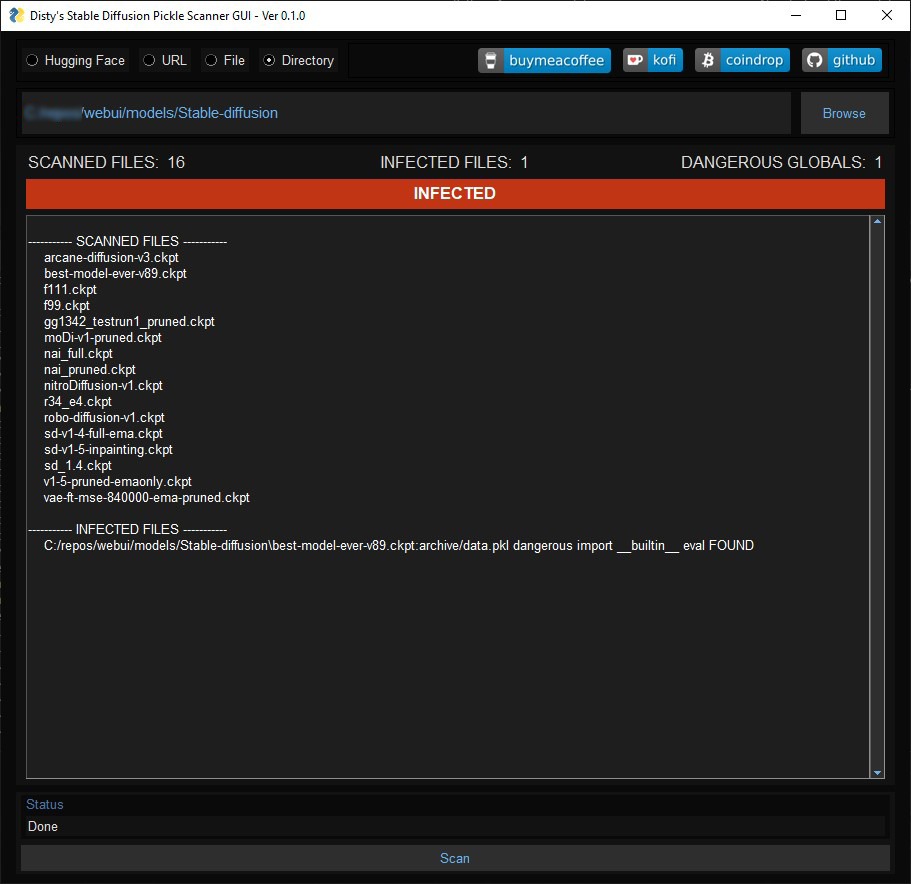 Disty's Stable Diffusion Pickle Scanner GUI - Ver 0.1.0
Hugging Face URL File Directory buymeacoffee kofi coindrop github
/webui/models/Stable-diffusion Browse
SCANNED FILES: 16 INFECTED FILES: 1 DANGEROUS GLOBALS: 1
INFECTED
----------- SCANNED FILES -----------
arcane-diffusion-v3.ckpt
best-model-ever-v89.ckpt
f111.ckpt
f99.ckpt
gg1342_testrun1_pruned.ckpt
moDi-v1-pruned.ckpt
nai_full.ckpt
nai_pruned.ckpt
nitroDiffusion-v1.ckpt
r34_e4.ckpt
robo-diffusion-v1.ckpt
sd-v1-4-full-ema.ckpt
sd-v1-5-inpainting.ckpt
sd_1.4.ckpt
v1-5-pruned-emaonly.ckpt
vae-ft-mse-840000-ema-pruned.ckpt
----------- INFECTED FILES -----------
C:/repos/webui/models/Stable-diffusion\best-model-ever-v89.ckpt:archive/data.pkl dangerous import __builtin__ eval FOUND
Status
Done
Scan